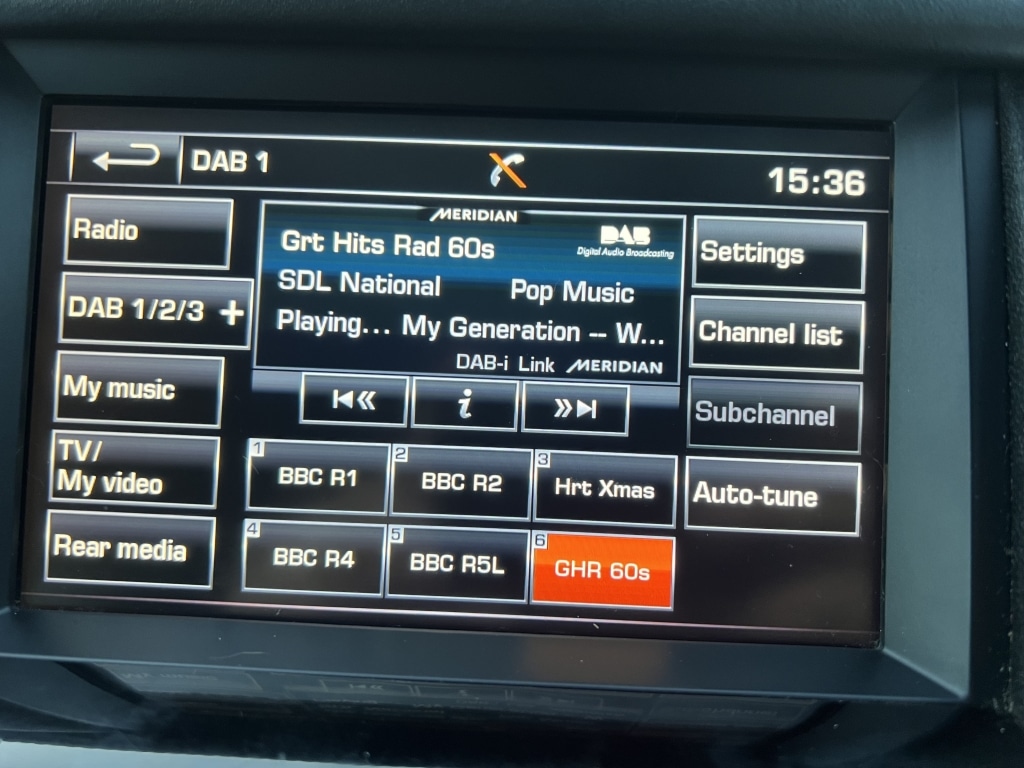 DAB 1
15:36
Radio
DAB 1/2/3 +
My music
TV/
My video
Rear media
MERIDIAN
Grt Hits Rad 60s
DAB
Digital Audio Broadcasting
SDL National Pop Music
Playing... My Generation -- W...
DAB-i Link MERIDIAN
i
1 BBC R1
2 BBC R2
3 Hrt Xmas
4 BBC R4
5 BBC R5L
6 GHR 60s
Settings
Channel list
Subchannel
Auto-tune